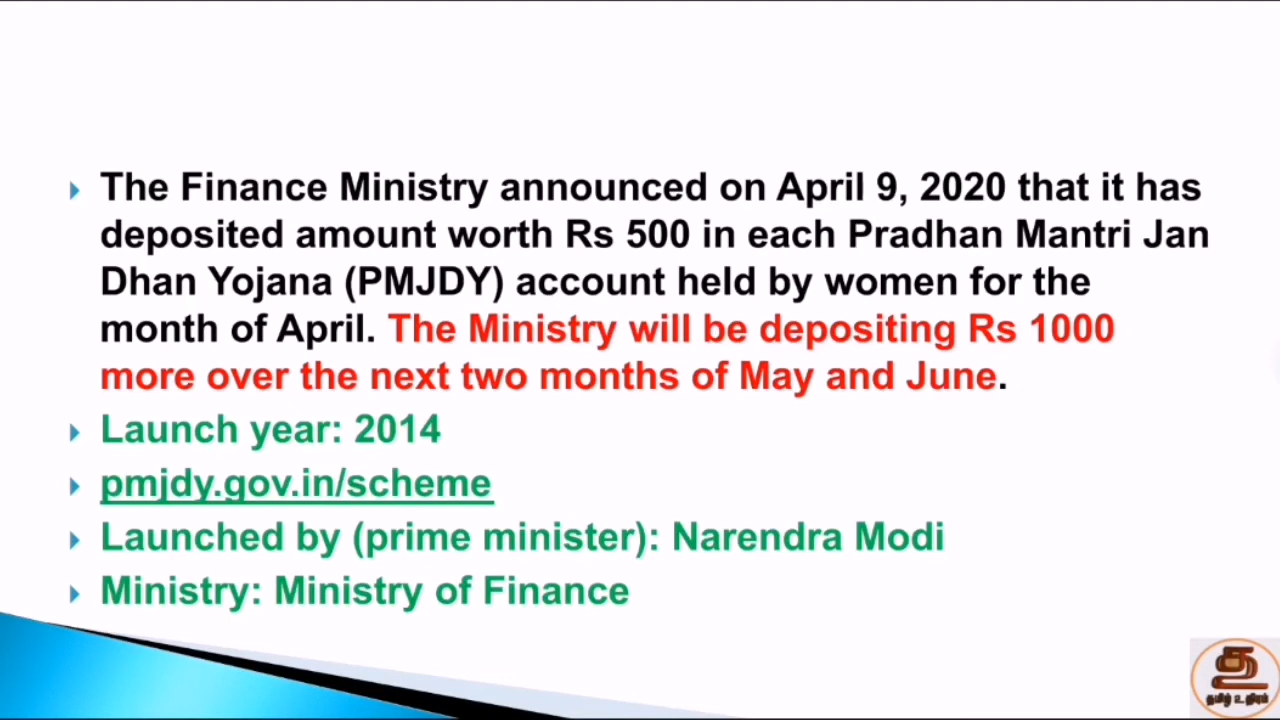 The Finance Ministry announced on April 9, 2020 that it has
deposited amount worth Rs 500 in each Pradhan Mantri Jan
Dhan Yojana (PMJDY) account held by women for the
month of April. The Ministry will be depositing Rs 1000
more over the next two months of May and June.
Launch year: 2014
pmjdy.gov.in/scheme
Launched by (prime minister): Narendra Modi
Ministry: Ministry of Finance
த
தமிழ் உயிரம்